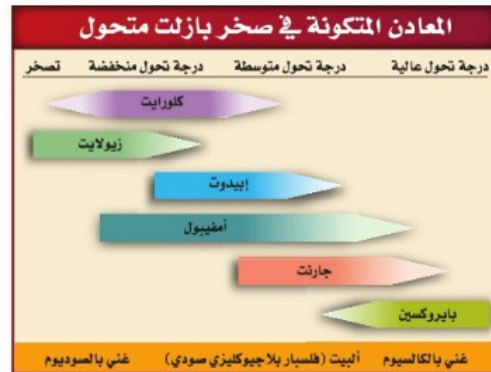 المعادن المتكونة في صخر بازلت متحول
درجة تحول عالية درجة تحول متوسطة درجة تحول منخفضة تصخر
كلورايت
زيولايت
إبيدوت
أمفيبول
جارنت
بايروكسين
غني بالكالسيوم ألبيت (فلسبار بلاجيوكليزي صودي) غني بالصوديوم